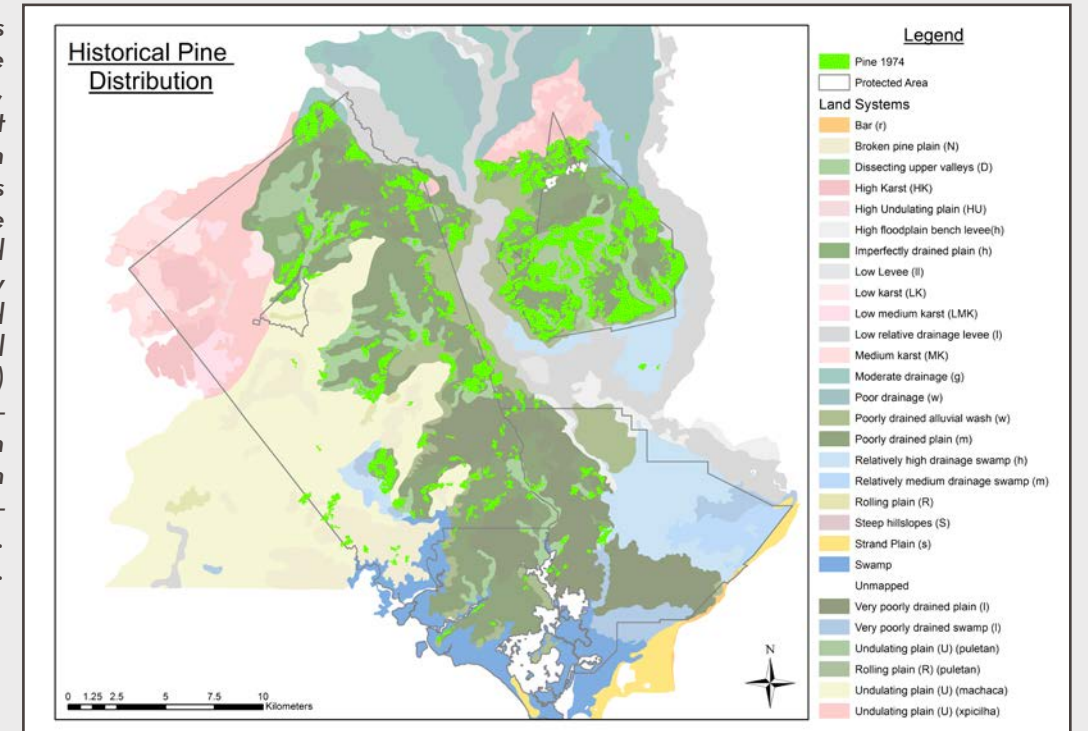 Historical Pine
Distribution
Legend
Pine 1974
Protected Area
Land Systems
Bar (r)
Broken pine plain (N)
Dissecting upper valleys (D)
High Karst (HK)
High Undulating plain (HU)
High floodplain bench levee(h)
Imperfectly drained plain (h)
Low Levee (ll)
Low karst (LK)
Low medium karst (LMK)
Low relative drainage levee (l)
Medium karst (MK)
Moderate drainage (g)
Poor drainage (w)
Poorly drained alluvial wash (w)
Poorly drained plain (m)
Relatively high drainage swamp (h)
Relatively medium drainage swamp (m)
Rolling plain (R)
Steep hillslopes (S)
Strand Plain (s)
Swamp
Unmapped
Very poorly drained plain (l)
Very poorly drained swamp (l)
Undulating plain (U) (puletan)
Rolling plain (R) (puletan)
Undulating plain (U) (machaca)
Undulating plain (U) (xpicilha)
N
0 1.25 2.5 5 7.5 10
Kilometers